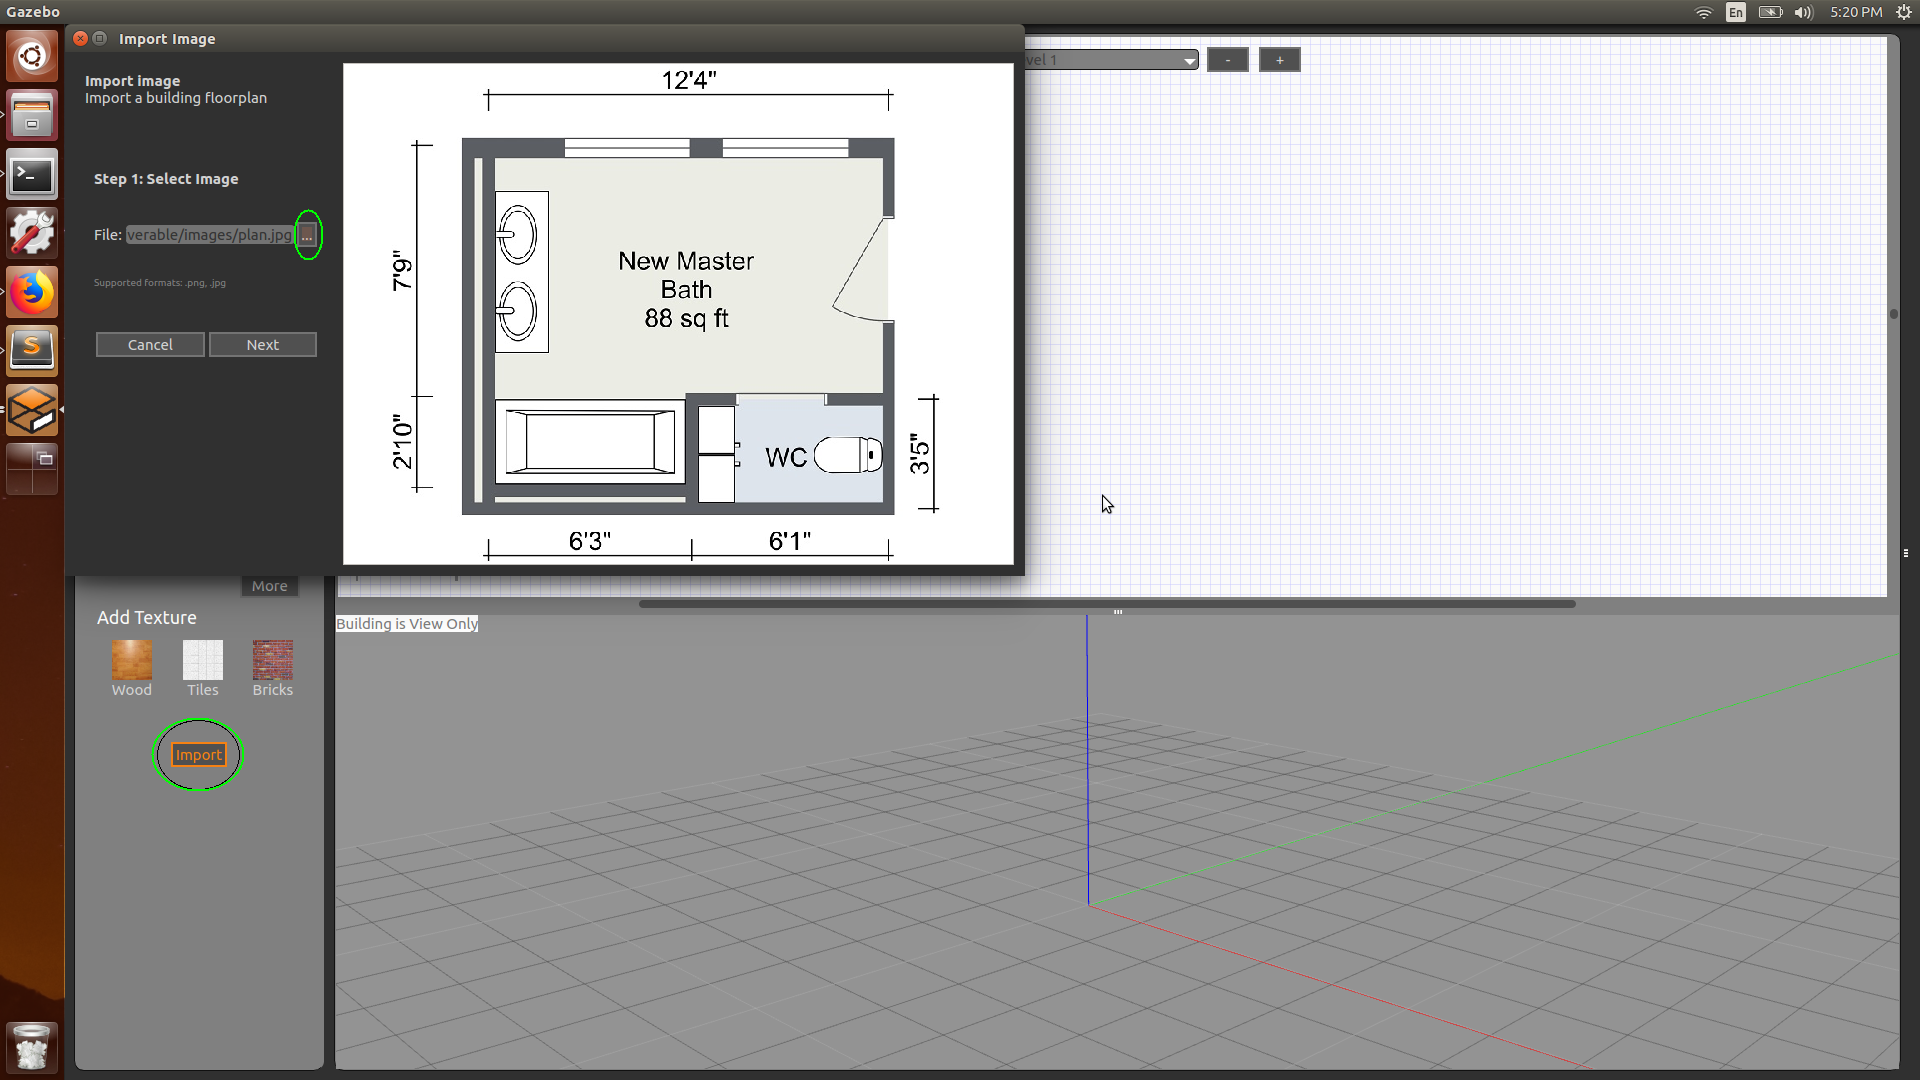 Gazebo
En
5:20 PM
Import Image
Import image
Import a building floorplan
Step 1: Select Image
File: verable/images/plan.jpg ...
Supported formats: .png, .jpg
Cancel Next
12'4"
7'9"
New Master
Bath
88 sq ft
2'10"
WC
3'5"
6'3" 6'1"
vel 1
- +
More
Add Texture
Wood Tiles Bricks
Import
Building is View Only